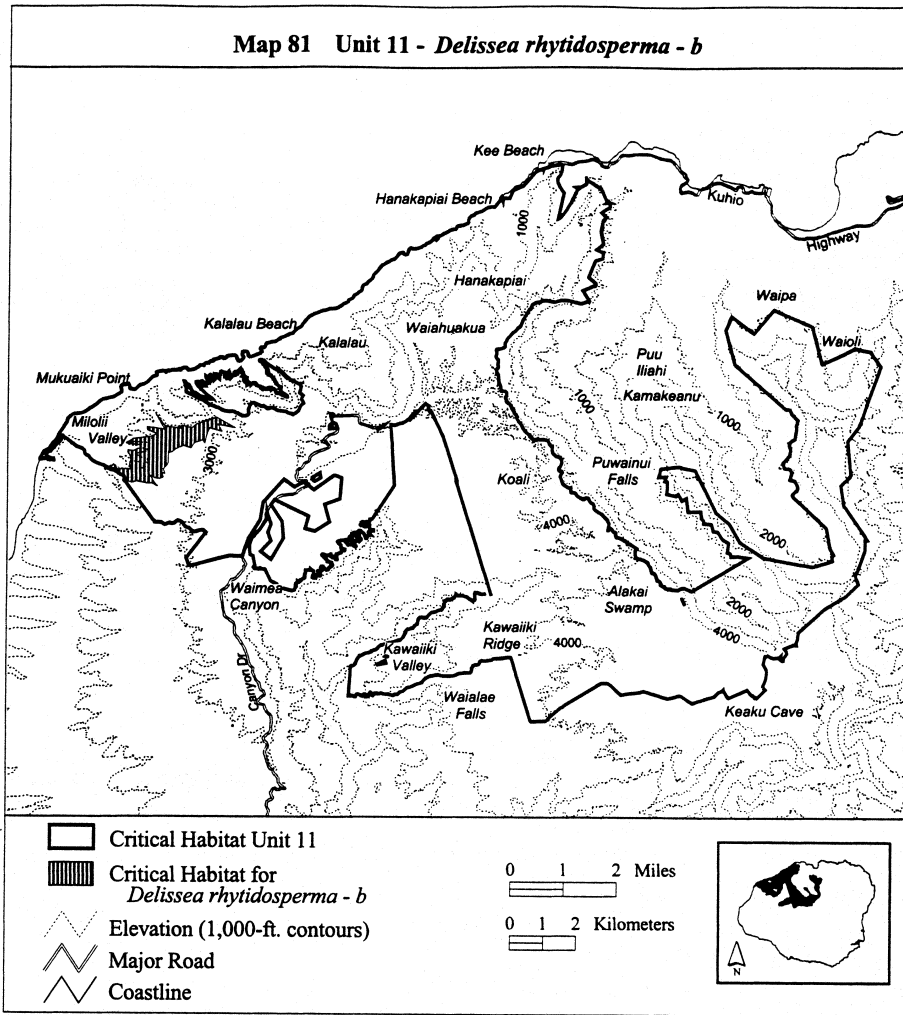 Map 81 Unit 11 - Delissea rhytidosperma - b
Kee Beach
Hanakapiai Beach
Kuhio
Highway
1000
Hanakapiai
Waipa
Kalalau Beach
Kalalau
Waiahuakua
Waioli
Puu
Iliahi
Mukuaiki Point
Kamakeanu
1000
1000
Milolii
Valley
3000
Puwainui
Falls
Koali
4000
2000
Waimea
Canyon
Alakai
Swamp
2000
4000
Kawaiiki
Ridge
4000
Kawaiiki
Valley
Canyon Dr
Waialae
Falls
Keaku Cave
Critical Habitat Unit 11
Critical Habitat for
Delissea rhytidosperma - b
Elevation (1,000-ft. contours)
Major Road
Coastline
0 1 2 Miles
0 1 2 Kilometers
N